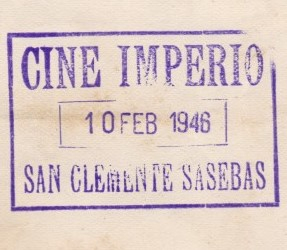 CINE IMPERIO
10 FEB 1946
SAN CLEMENTE SASEBAS